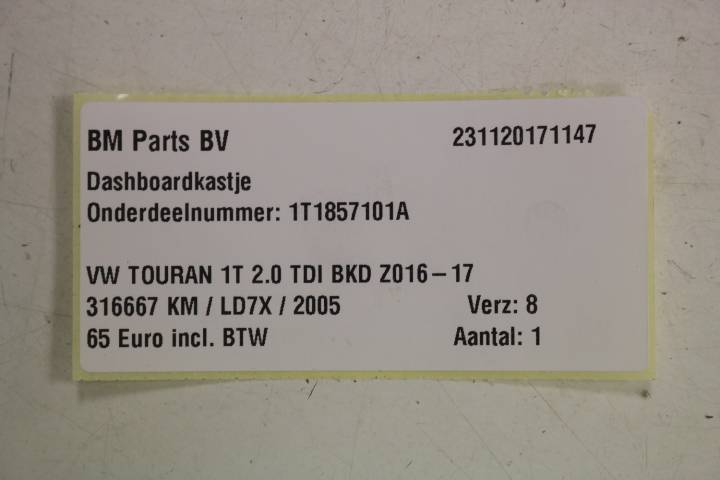 BM Parts BV 231120171147
Dashboardkastje
Onderdeelnummer: 1T1857101A
VW TOURAN 1T 2.0 TDI BKD Z016-17
316667 KM / LD7X / 2005 Verz: 8
65 Euro incl. BTW Aantal: 1